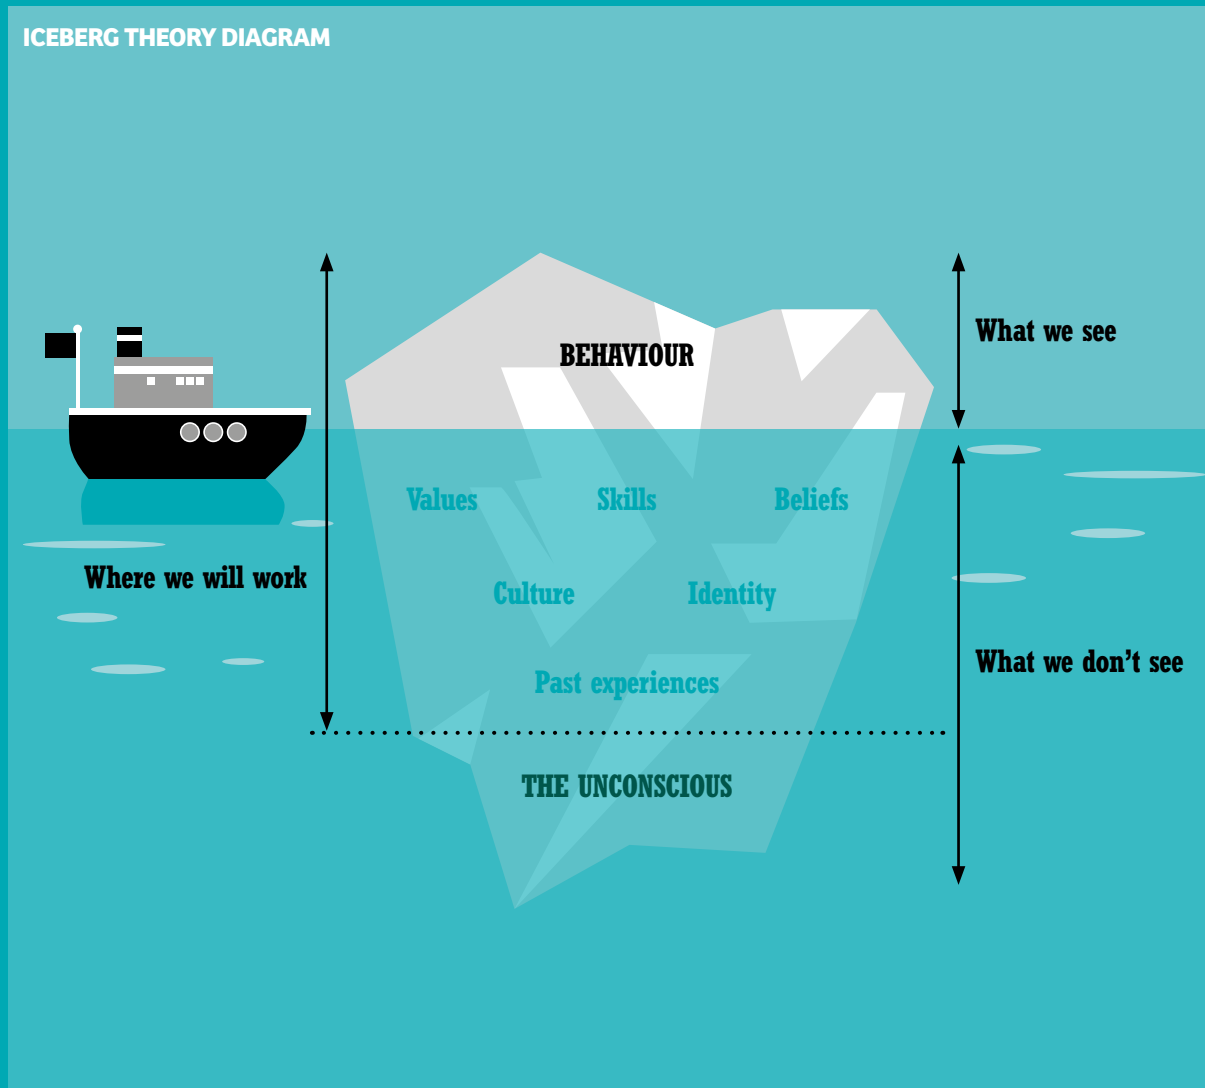 ICEBERG THEORY DIAGRAM
What we see
BEHAVIOUR
Values Skills Beliefs
Where we will work
Culture Identity
What we don’t see
Past experiences
THE UNCONSCIOUS